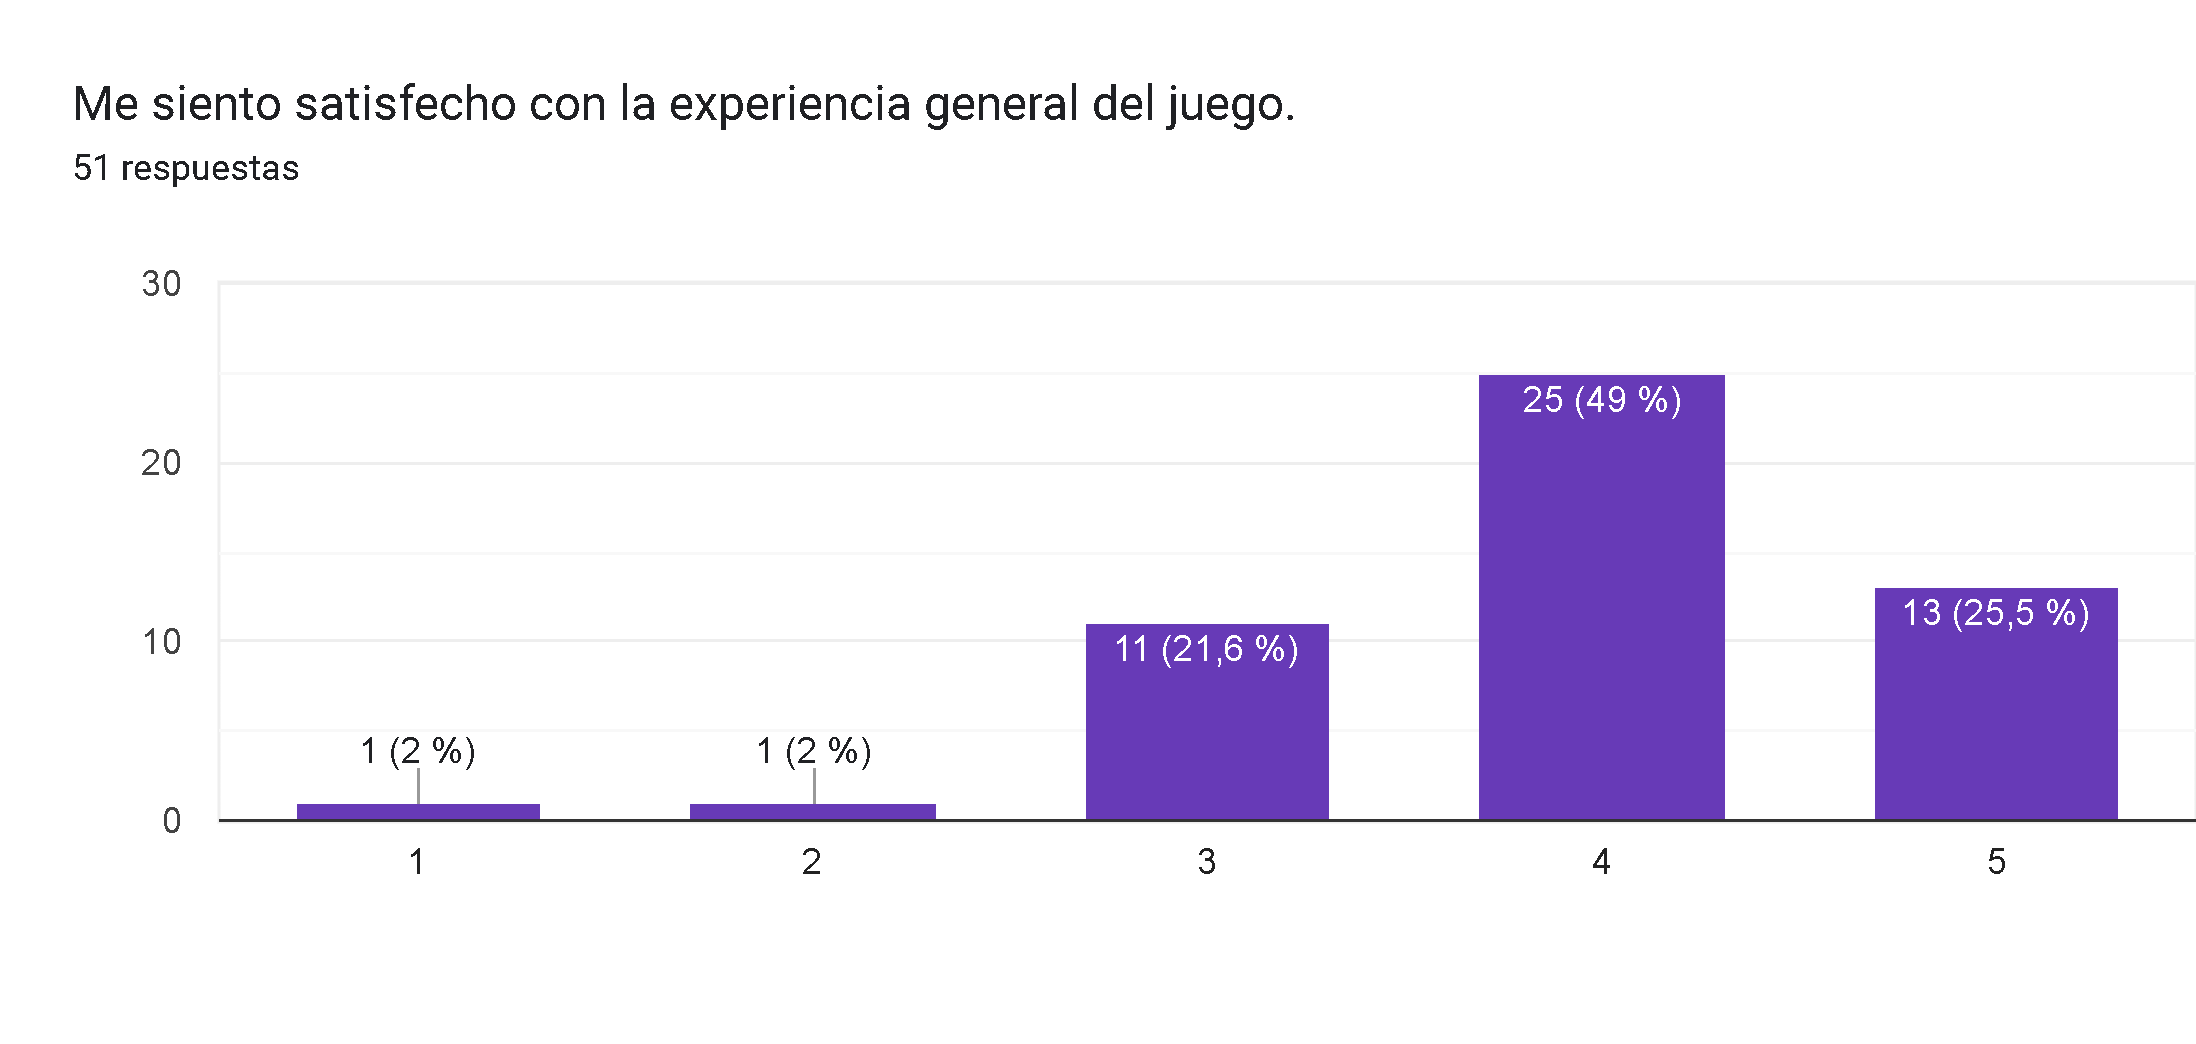 Me siento satisfecho con la experiencia general del juego.
51 respuestas
30
20
10
0
1 (2 %)
1 (2 %)
11 (21,6 %)
25 (49 %)
13 (25,5 %)
1
2
3
4
5